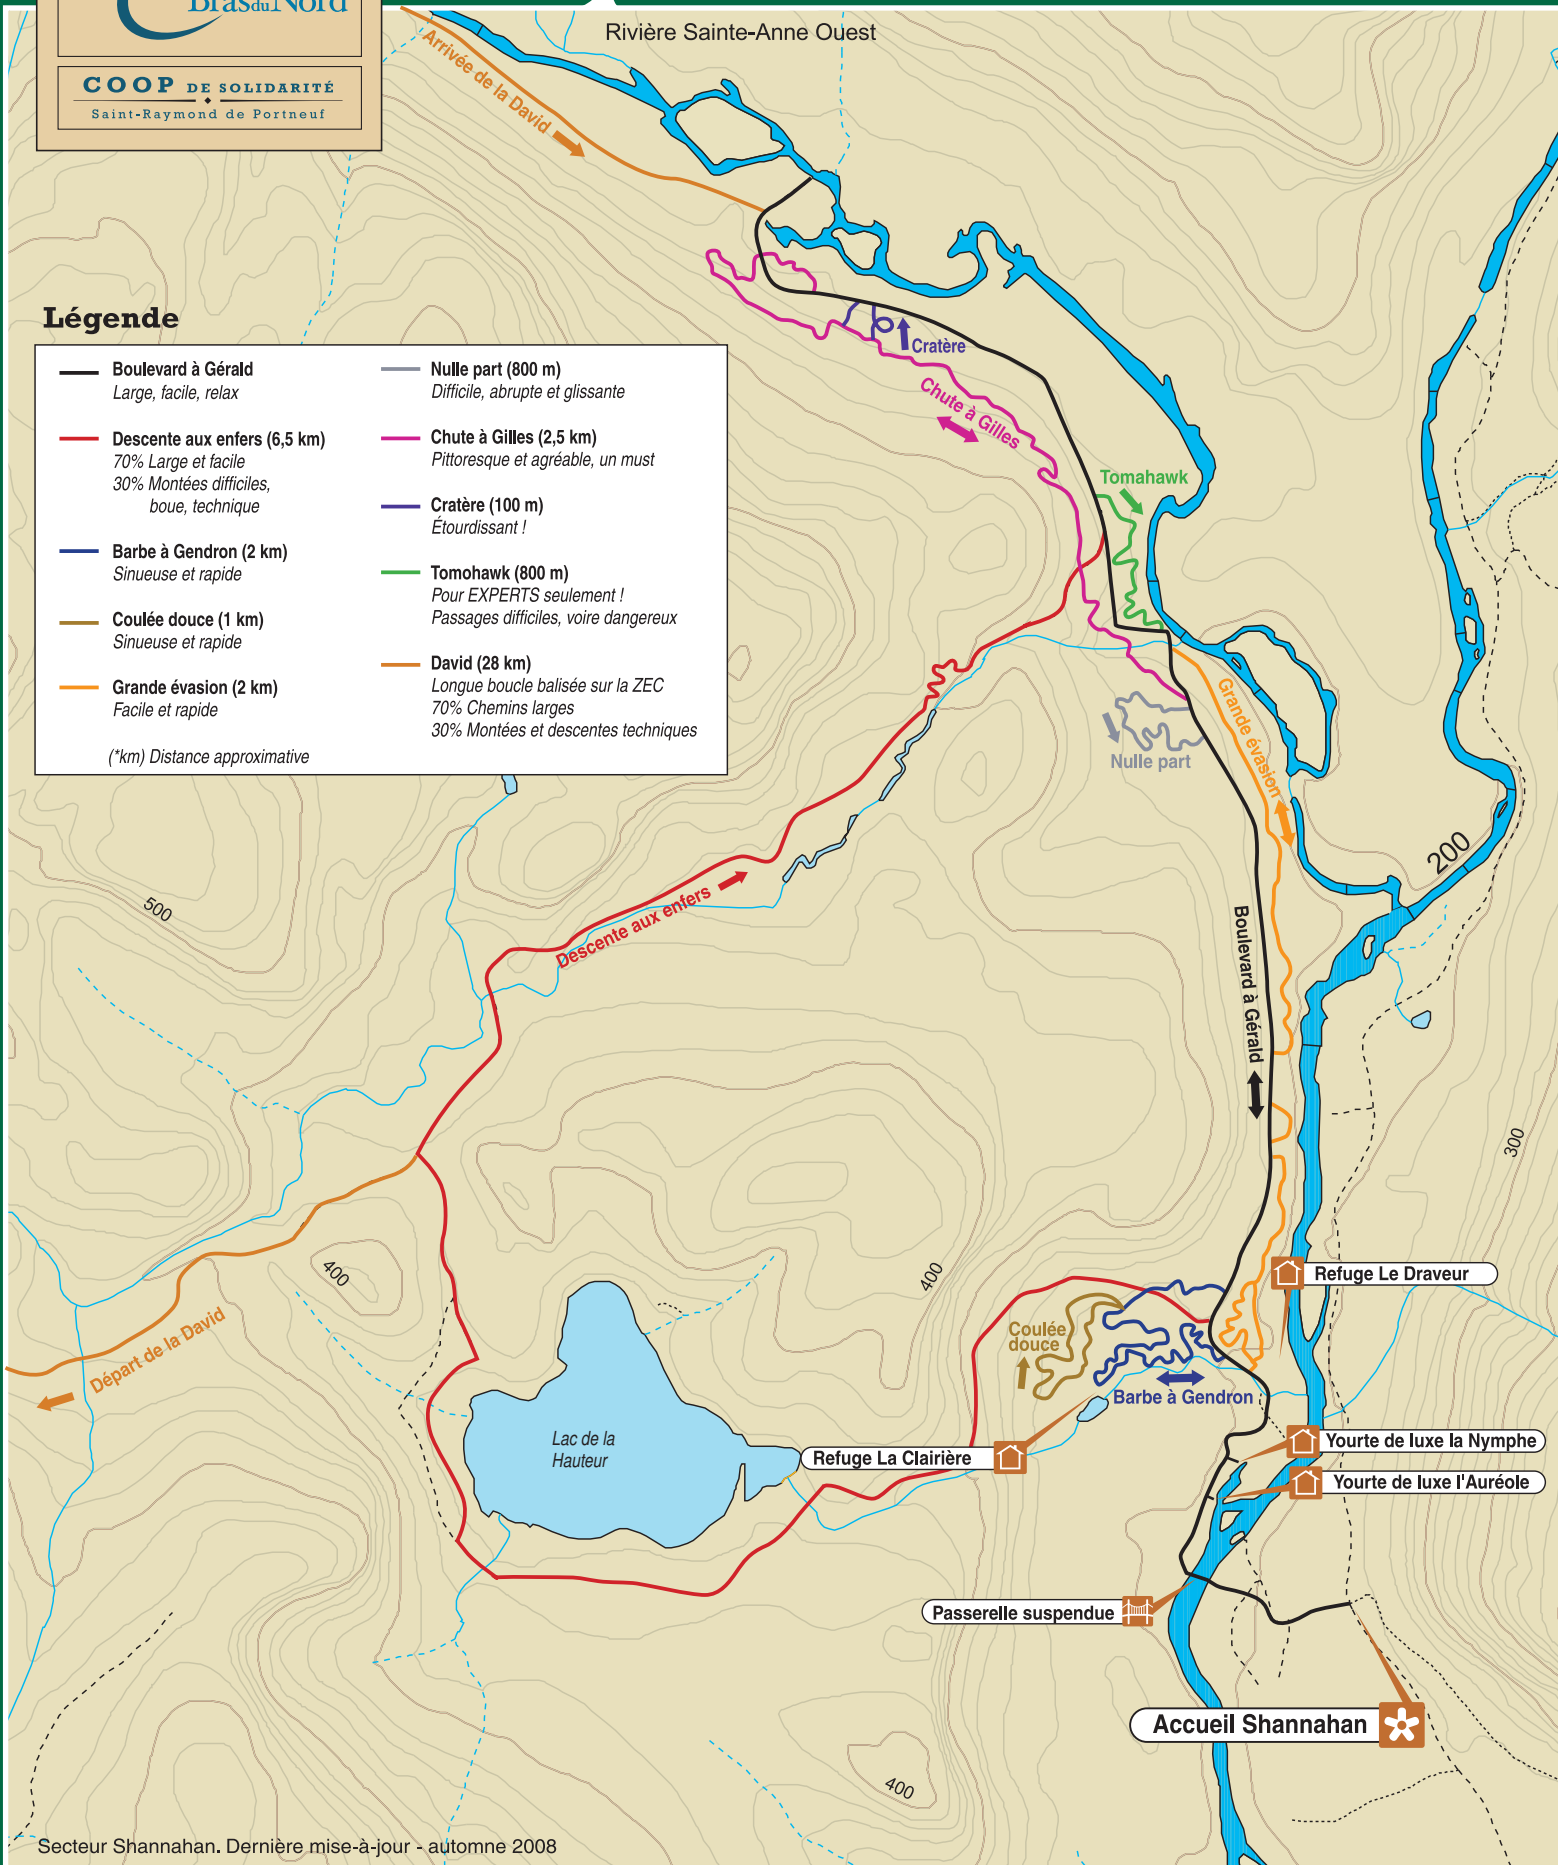 Bras du Nord
COOP DE SOLIDARITÉ
Saint-Raymond de Portneuf
Rivière Sainte-Anne Ouest
Arrivée de la David
Légende
Boulevard à Gérald
Large, facile, relax
Descente aux enfers (6,5 km)
70% Large et facile
30% Montées difficiles,
boue, technique
Barbe à Gendron (2 km)
Sinueuse et rapide
Coulée douce (1 km)
Sinueuse et rapide
Grande évasion (2 km)
Facile et rapide
(*km) Distance approximative
Nulle part (800 m)
Difficile, abrupte et glissante
Chute à Gilles (2,5 km)
Pittoresque et agréable, un must
Cratère (100 m)
Étourdissant !
Tomohawk (800 m)
Pour EXPERTS seulement !
Passages difficiles, voire dangereux
David (28 km)
Longue boucle balisée sur la ZEC
70% Chemins larges
30% Montées et descentes techniques
Cratère
Chute à Gilles
Tomahawk
Grande évasion
Nulle part
200
500
Descente aux enfers
Boulevard à Gérald
300
400
400
Refuge Le Draveur
Départ de la David
Coulée
douce
Barbe à Gendron
Lac de la
Hauteur
Refuge La Clairière
Yourte de luxe la Nymphe
Yourte de luxe l'Auréole
Passerelle suspendue
Accueil Shannahan
400
Secteur Shannahan. Dernière mise-à-jour - automne 2008